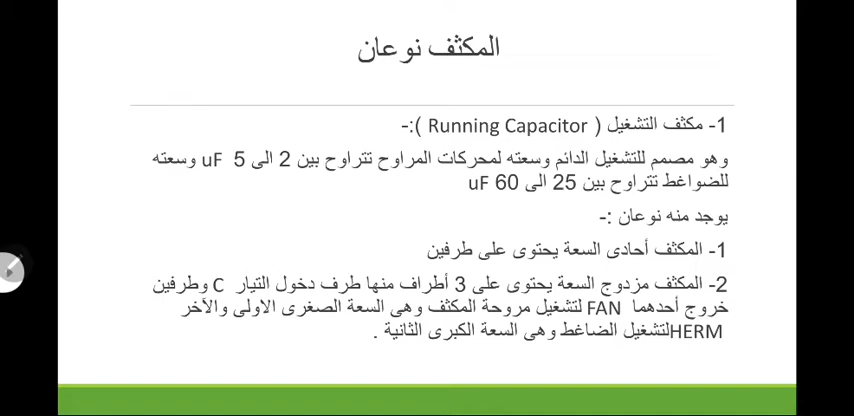 المكثف نوعان
1- مكثف التشغيل ( Running Capacitor ):-
وهو مصمم للتشغيل الدائم وسعته لمحركات المراوح تتراوح بين 2 الى 5 uF وسعته
للضواغط تتراوح بين 25 الى 60 uF
يوجد منه نوعان :-
1- المكثف أحادى السعة يحتوى على طرفين
2- المكثف مزدوج السعة يحتوى على 3 أطراف منها طرف دخول التيار C وطرفين
خروج أحدهما FAN لتشغيل مروحة المكثف وهى السعة الصغرى الاولى والآخر
HERMلتشغيل الضاغط وهى السعة الكبرى الثانية .